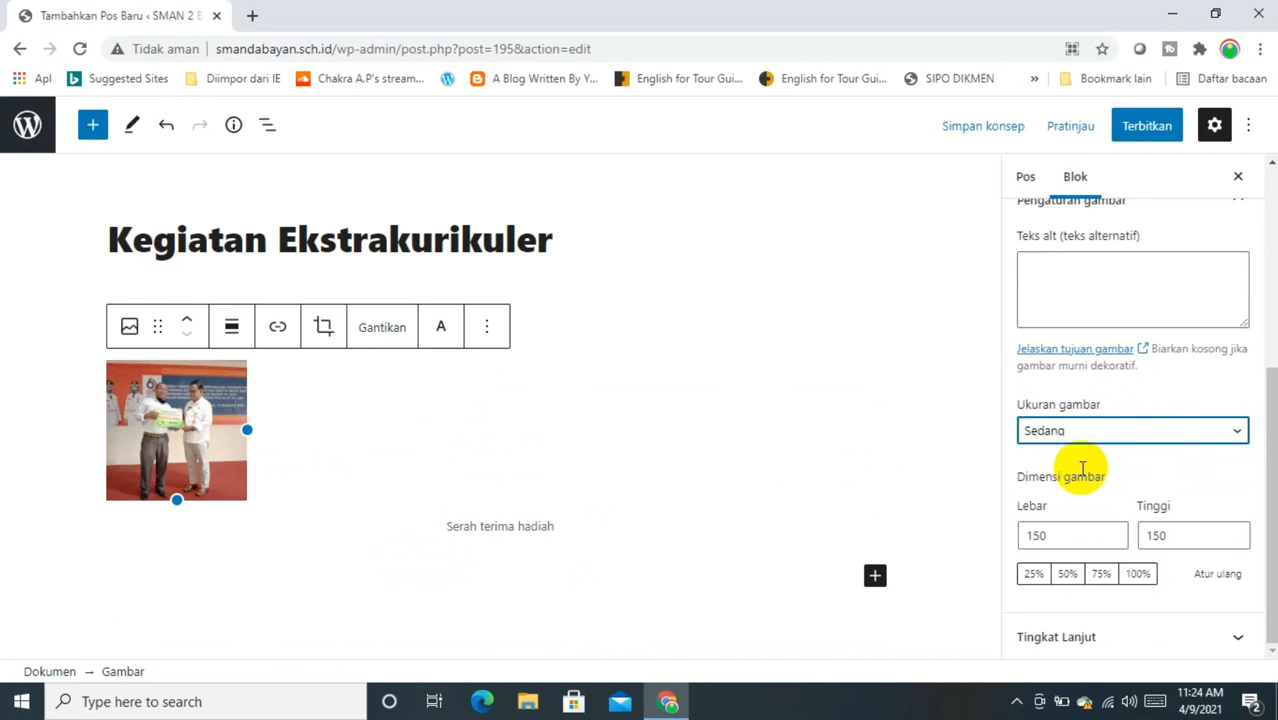 Tambahkan Pos Baru ‹ SMAN 2 B
Tidak aman
smandabayan.sch.id/wp-admin/post.php?post=195&action=edit
Apl
Suggested Sites
Diimpor dari IE
Chakra A.P's stream...
A Blog Written By Y...
English for Tour Gui...
English for Tour Gui...
SIPO DIKMEN
»
Bookmark lain
Daftar bacaan
Simpan konsep
Pratinjau
Terbitkan
Pos
Blok
Pengaturan gambar
Kegiatan Ekstrakurikuler
Teks alt (teks alternatif)
Gantikan
A
Jelaskan tujuan gambar Biarkan kosong jika
gambar murni dekoratif.
Ukuran gambar
Sedang
Dimensi gambar
Lebar
Tinggi
150
150
Serah terima hadiah
25%
50%
75%
100%
Atur ulang
Tingkat Lanjut
Dokumen → Gambar
Type here to search
11:24 AM
4/9/2021
2